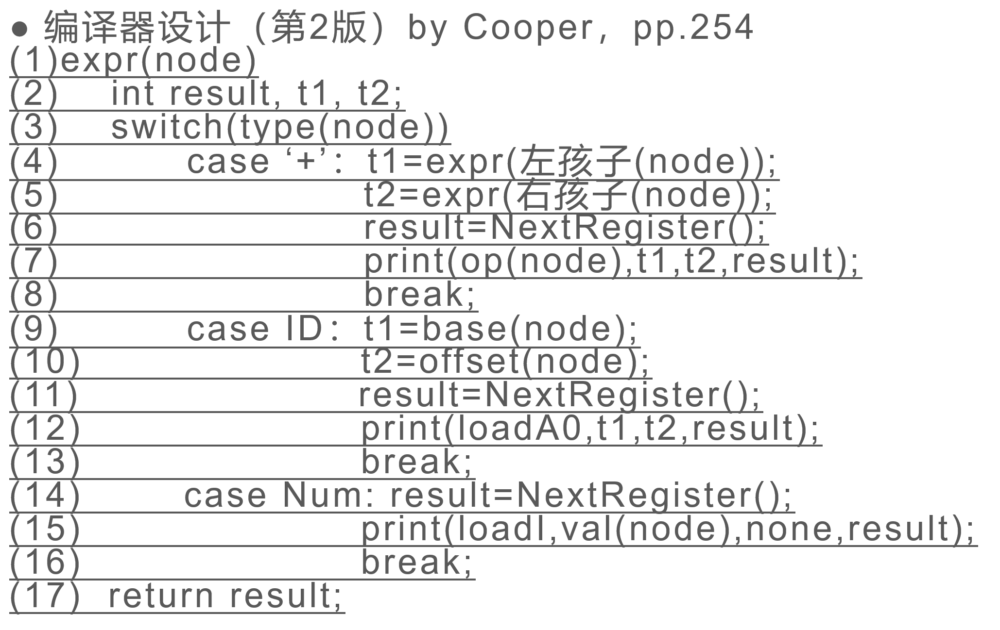 ● 编译器设计（第2版）by Cooper，pp.254
(1)expr(node)
(2)    int result, t1, t2;
(3)    switch(type(node))
(4)          case ‘+’： t1=expr(左孩子(node));
(5)                        t2=expr(右孩子(node));
(6)                        result=NextRegister();
(7)                        print(op(node),t1,t2,result);
(8)                        break;
(9)          case ID： t1=base(node);
(10)                      t2=offset(node);
(11)                      result=NextRegister();
(12)                      print(loadA0,t1,t2,result);
(13)                      break;
(14)        case Num: result=NextRegister();
(15)                      print(loadI,val(node),none,result);
(16)                      break;
(17)  return result;